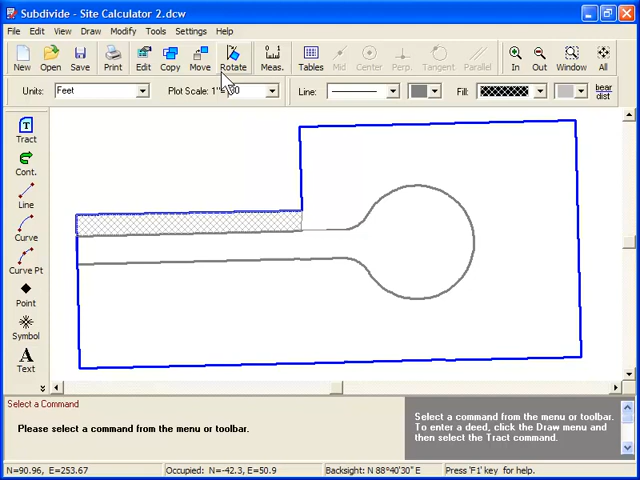 Subdivide - Site Calculator 2.dcw
File Edit View Draw Modify Tools Settings Help
New Open Save Print Edit Copy Move Rotate Meas. Tables Mid Center Perp. Tangent Parallel In Out Window All
Units: Feet Plot Scale: 1"= Line: Fill: bear
dist
Tract
Cont.
Line
Curve
Curve Pt
Point
Symbol
Text
Select a Command
Please select a command from the menu or toolbar.
Select a command from the menu or toolbar.
To enter a deed, click the Draw menu and
then select the Tract command.
N=90.96, E=253.67 Occupied: N=-42.3, E=50.9 Backsight: N 88°40'30" E Press 'F1' key for help.